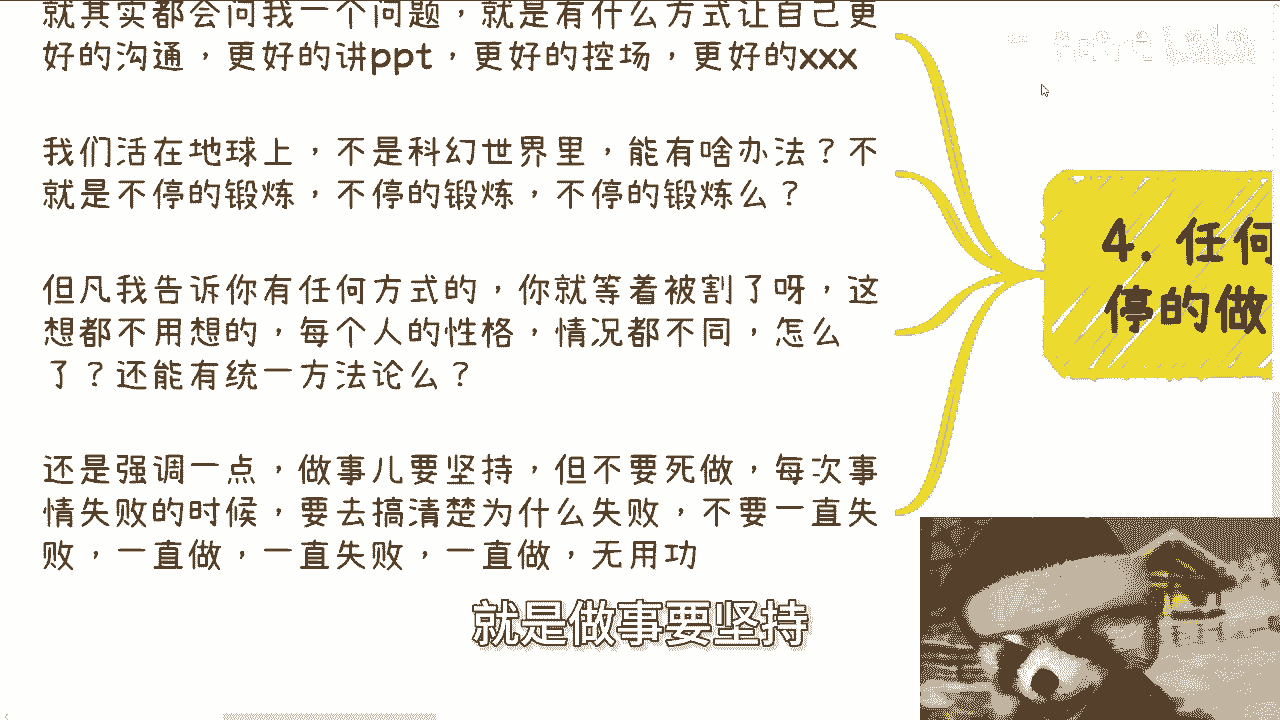 就其实都会问我一个问题，就是有什么方式让自己更
好的沟通，更好的讲ppt，更好的控场，更好的xxx
我们活在地球上，不是科幻世界里，能有啥办法？不
就是不停的锻炼，不停的锻炼，不停的锻炼么？
但凡我告诉你有任何方式的，你就等着被割了呀，这
想都不用想的，每个人的性格，情况都不同，怎么
了？还能有统一方法论么？
还是强调一点，做事儿要坚持，但不要死做，每次事
情失败的时候，要去搞清楚为什么失败，不要一直失
败，一直做，一直失败，一直做，无用功
4. 任何
停的做
就是做事要坚持